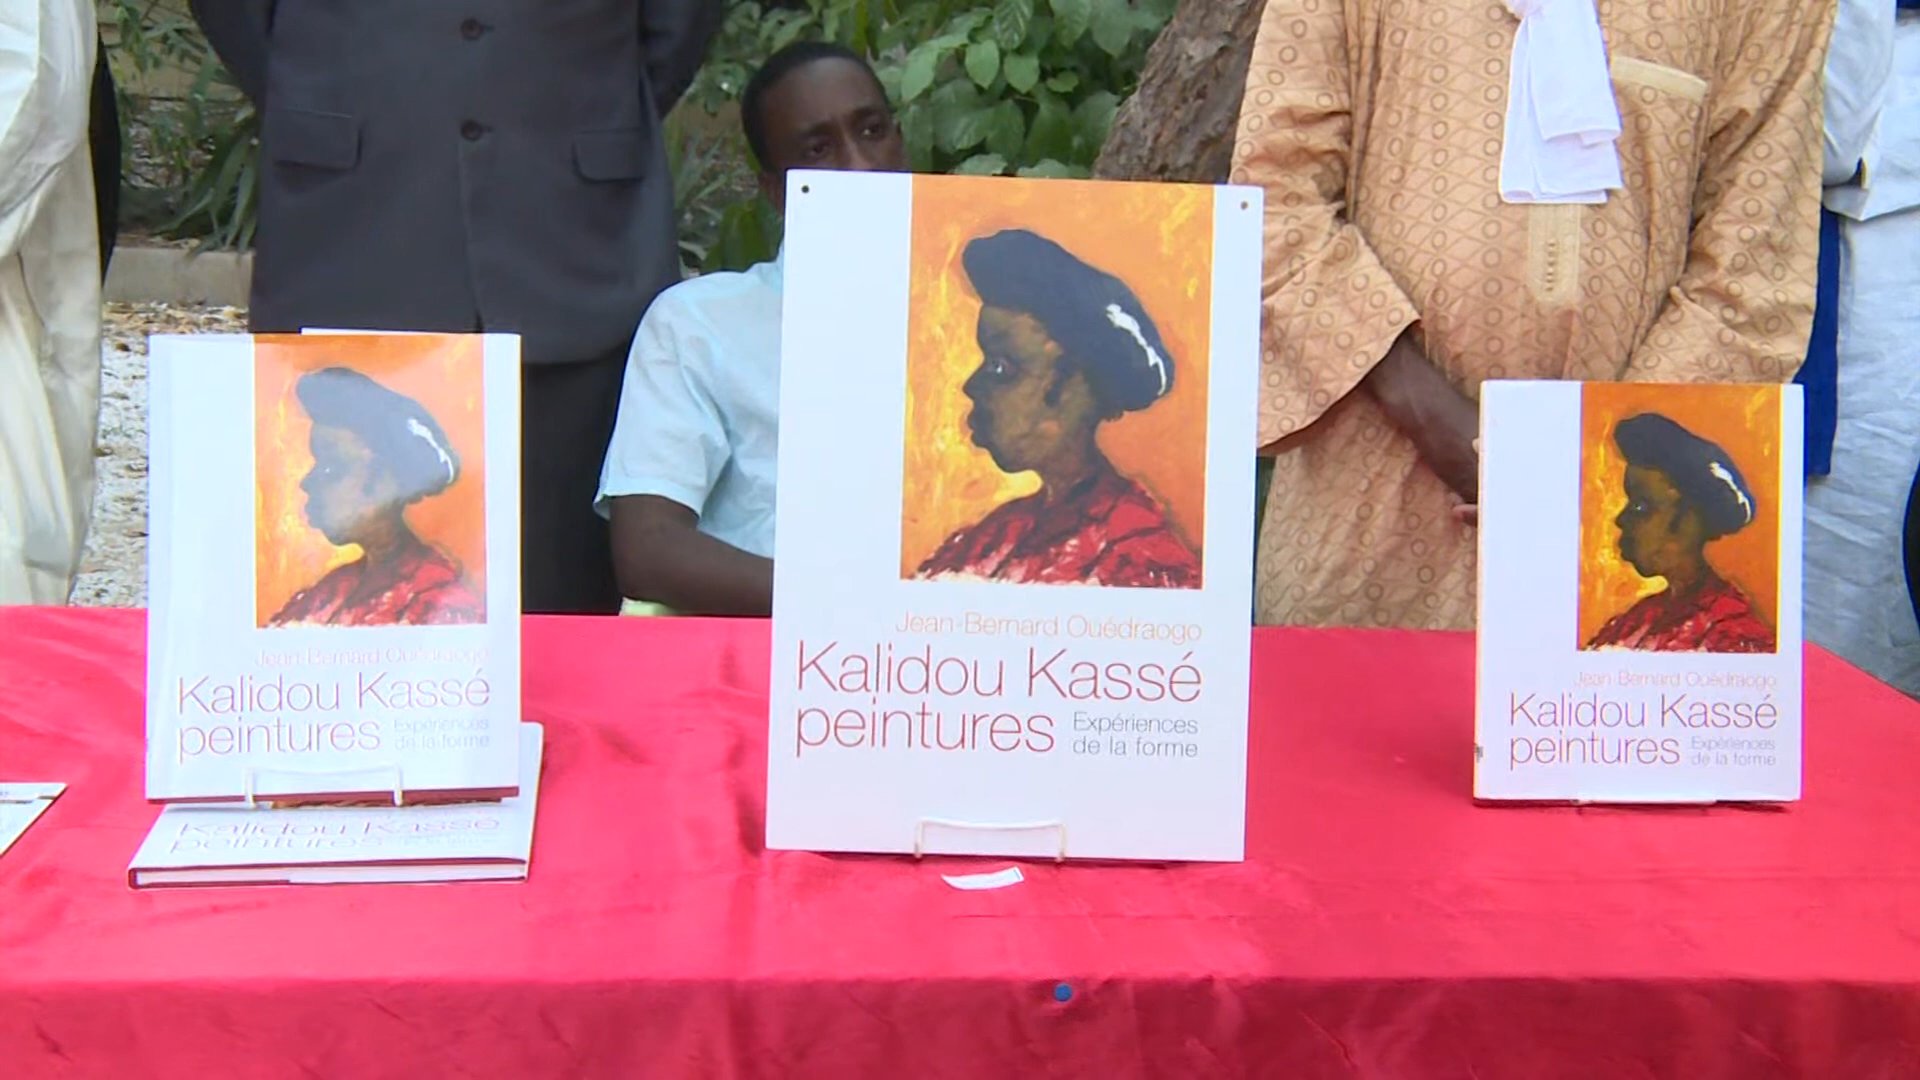 Jean-Bernard Ouédraogo
Kalidou Kassé
peintures Expériences
de la forme
Kalidou Kassé
peintures
Jean-Bernard Ouédraogo
Kalidou Kassé
peintures Expériences
de la forme
Jean-Bernard Ouédraogo
Kalidou Kassé
peintures Expériences
de la forme